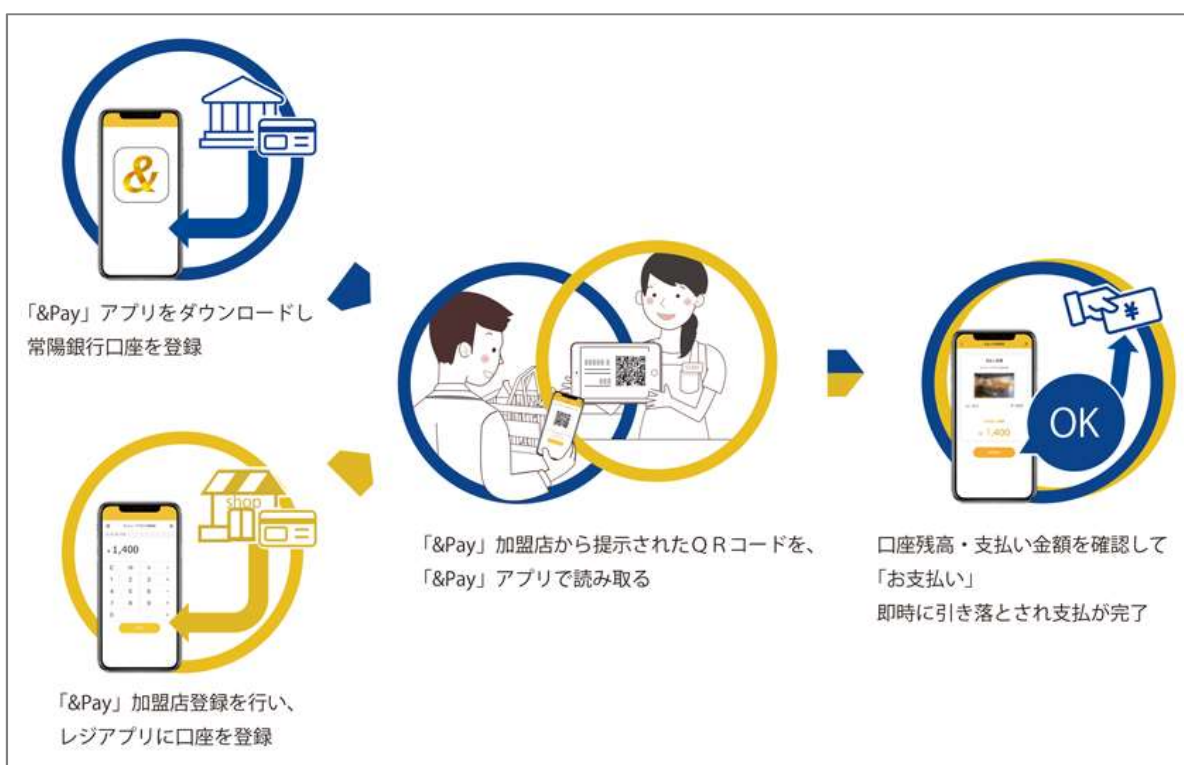 &
「&Pay」アプリをダウンロードし
常陽銀行口座を登録
shop
1,400
「&Pay」加盟店登録を行い、
レジアプリに口座を登録
「&Pay」加盟店から提示されたＱＲコードを、
「&Pay」アプリで読み取る
¥
1,400
OK
口座残高・支払い金額を確認して
「お支払い」
即時に引き落とされ支払が完了